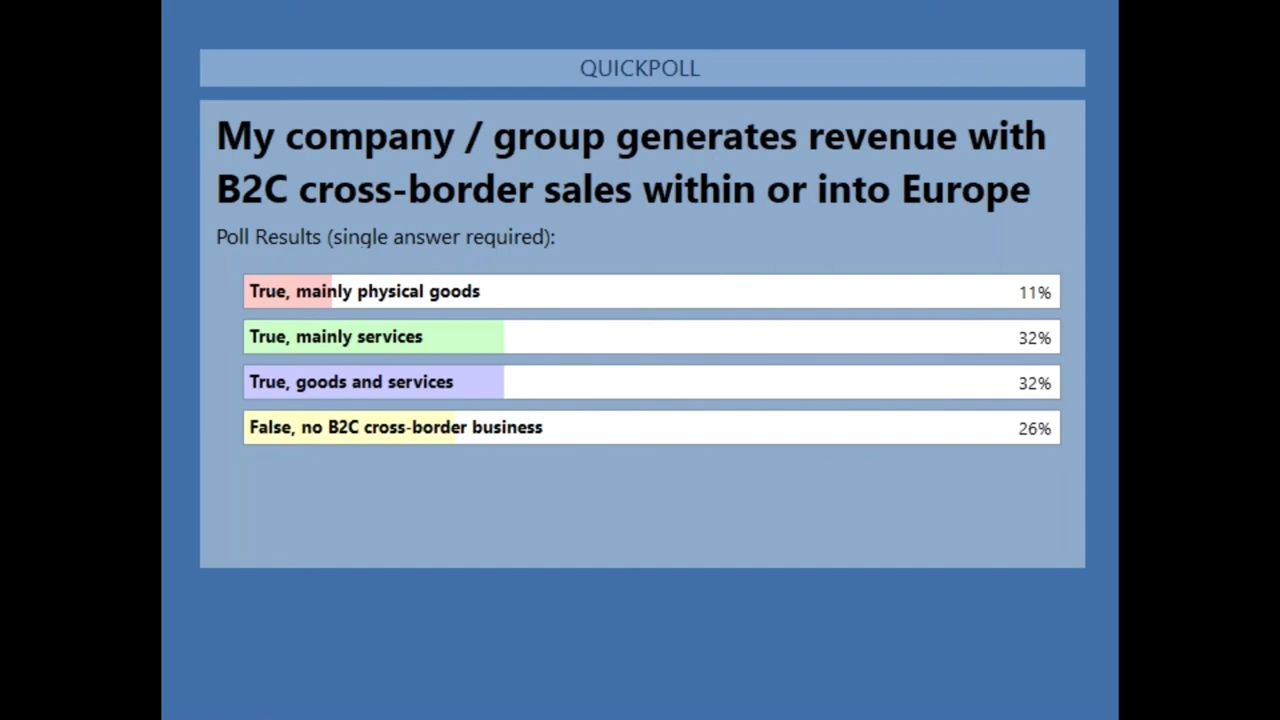 QUICKPOLL
My company / group generates revenue with
B2C cross-border sales within or into Europe
Poll Results (single answer required):
True, mainly physical goods 11%
True, mainly services 32%
True, goods and services 32%
False, no B2C cross-border business 26%